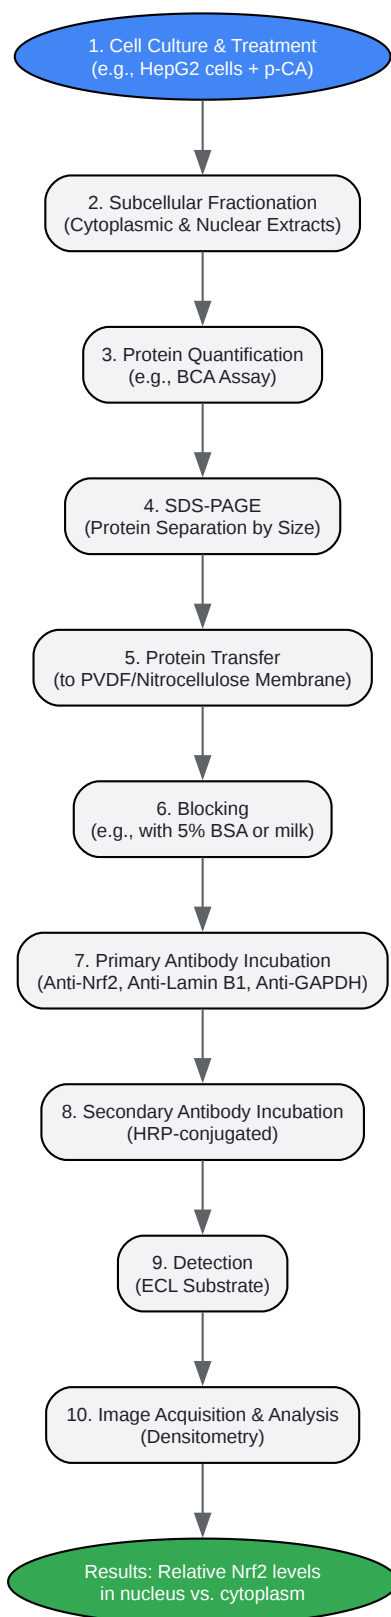 1. Cell Culture & Treatment
(e.g., HepG2 cells + p-CA)
2. Subcellular Fractionation
(Cytoplasmic & Nuclear Extracts)
3. Protein Quantification
(e.g., BCA Assay)
4. SDS-PAGE
(Protein Separation by Size)
5. Protein Transfer
(to PVDF/Nitrocellulose Membrane)
6. Blocking
(e.g., with 5% BSA or milk)
7. Primary Antibody Incubation
(Anti-Nrf2, Anti-Lamin B1, Anti-GAPDH)
8. Secondary Antibody Incubation
(HRP-conjugated)
9. Detection
(ECL Substrate)
10. Image Acquisition & Analysis
(Densitometry)
Results: Relative Nrf2 levels
in nucleus vs. cytoplasm